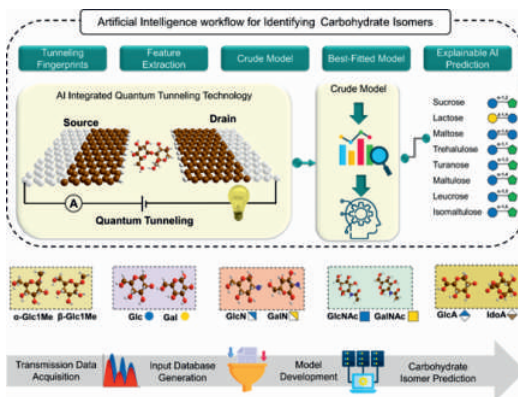 Artificial Intelligence workflow for Identifying Carbohydrate Isomers
Tunneling
Fingerprints
Feature
Extraction
Crude Model
Best-Fitted Model
Explainable AI
Prediction
AI Integrated Quantum Tunneling Technology
Source
Drain
A
Quantum Tunneling
Crude Model
Sucrose
Lactose
Maltose
Trehalulose
Turanose
Maltulose
Leucrose
Isomaltulose
α-Glc1Me
β-Glc1Me
Glc
Gal
GlcN
GalN
GlcNAc
GalNAc
GlcA
IdoA
Transmission Data
Acquisition
Input Database
Generation
Model
Development
Carbohydrate
Isomer Prediction